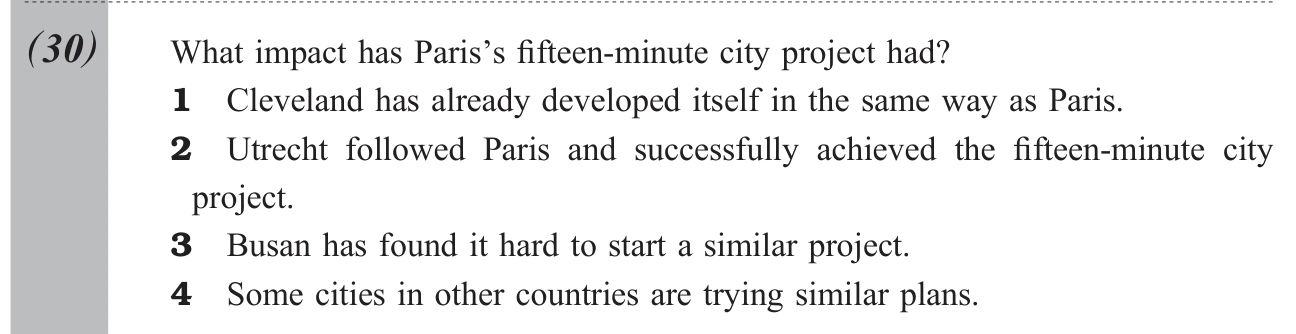 (30) What impact has Paris's fifteen-minute city project had?
1 Cleveland has already developed itself in the same way as Paris.
2 Utrecht followed Paris and successfully achieved the fifteen-minute city
project.
3 Busan has found it hard to start a similar project.
4 Some cities in other countries are trying similar plans.